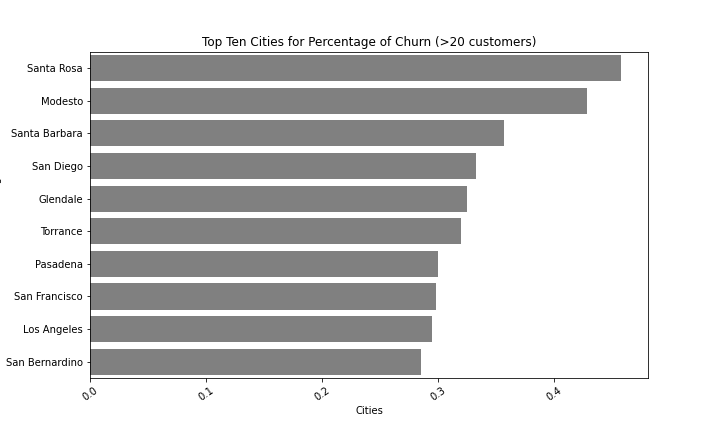 Top Ten Cities for Percentage of Churn (>20 customers)
Santa Rosa
Modesto
Santa Barbara
San Diego
Glendale
Torrance
Pasadena
San Francisco
Los Angeles
San Bernardino
0.0 0.1 0.2 0.3 0.4
Cities